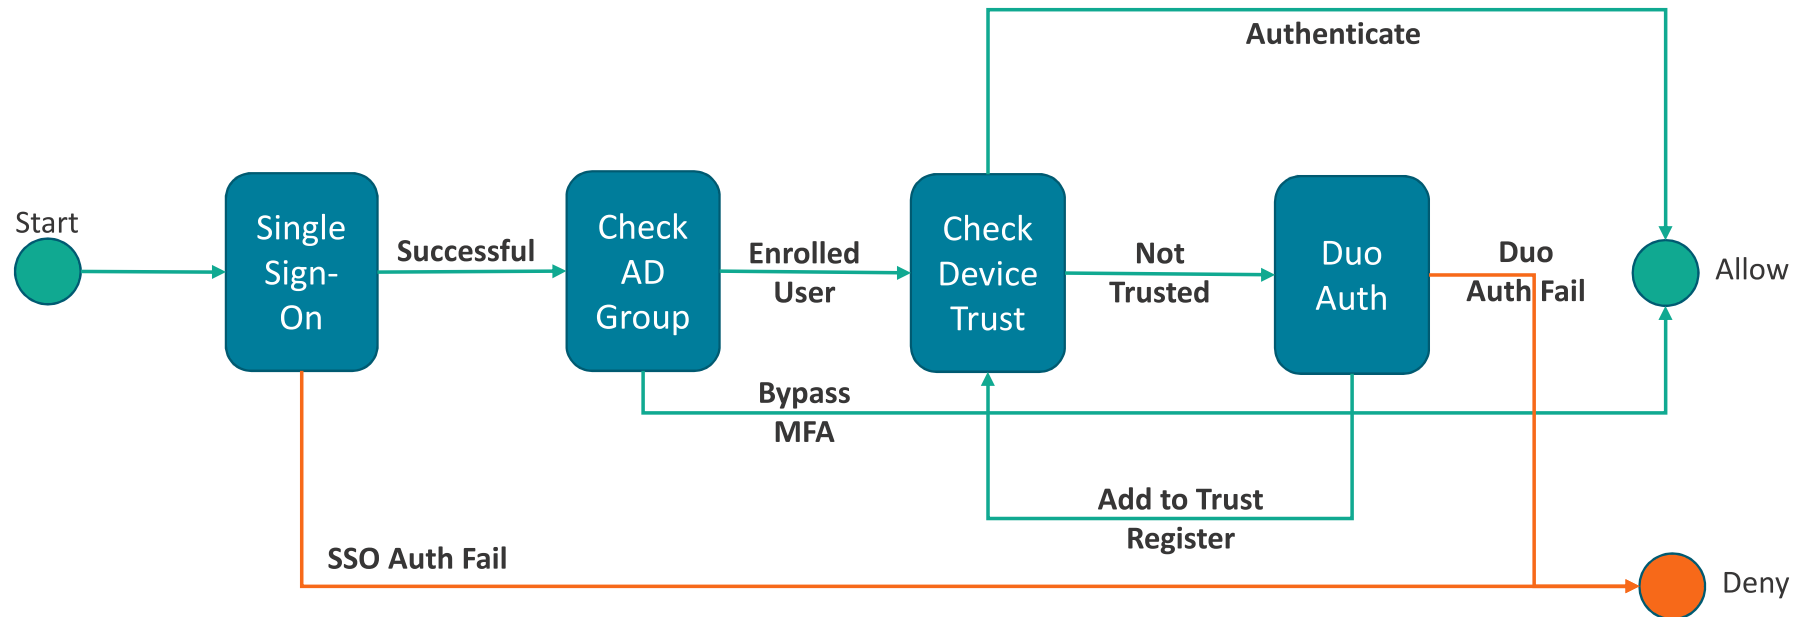 Authenticate
Start
Single
Sign-
On
Successful
Check
AD
Group
Enrolled
User
Check
Device
Trust
Not
Trusted
Duo
Auth
Duo
Auth Fail
Allow
Bypass
MFA
Add to Trust
Register
SSO Auth Fail
Deny